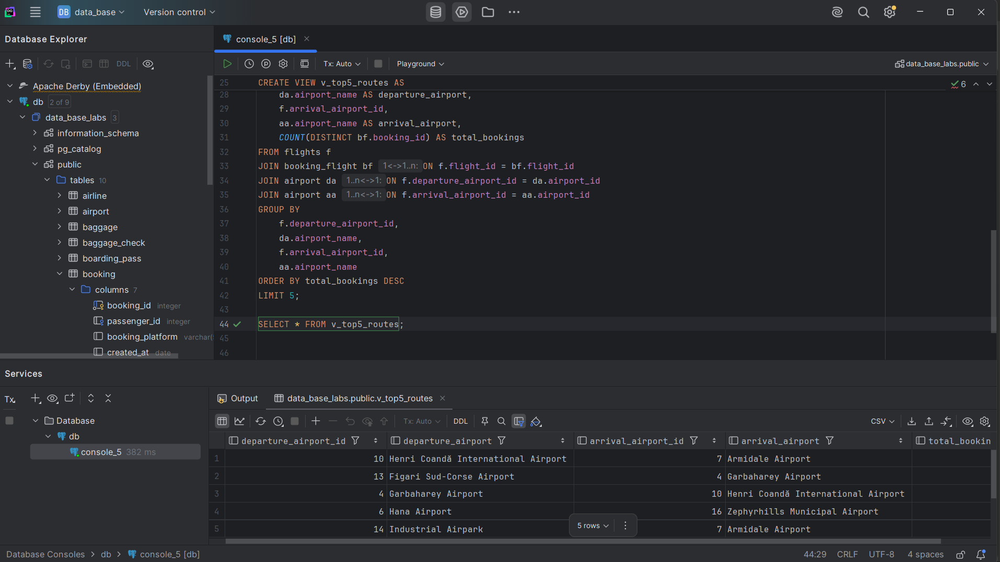 DB data_base Version control
Database Explorer
console_5 [db]
DDL
Tx: Auto Playground data_base_labs.public
Apache Derby (Embedded)
db 2 of 9
data_base_labs 3
information_schema
pg_catalog
public
tables 10
airline
airport
baggage
baggage_check
boarding_pass
booking
columns 7
booking_id integer
passenger_id integer
booking_platform varchar(
created_at date
6
25 CREATE VIEW v_top5_routes AS
28 da.airport_name AS departure_airport,
29 f.arrival_airport_id,
30 aa.airport_name AS arrival_airport,
31 COUNT(DISTINCT bf.booking_id) AS total_bookings
32 FROM flights f
33 JOIN booking_flight bf 1<->1..n: ON f.flight_id = bf.flight_id
34 JOIN airport da 1..n<->1: ON f.departure_airport_id = da.airport_id
35 JOIN airport aa 1..n<->1: ON f.arrival_airport_id = aa.airport_id
36 GROUP BY
37 f.departure_airport_id,
38 da.airport_name,
39 f.arrival_airport_id,
40 aa.airport_name
41 ORDER BY total_bookings DESC
42 LIMIT 5;
43
44 SELECT * FROM v_top5_routes;
45
46
Services
Tx
Database
db
console_5 382 ms
Output data_base_labs.public.v_top5_routes
Tx: Auto DDL CSV
departure_airport_id departure_airport arrival_airport_id arrival_airport total_bookin
1 10 Henri Coandă International Airport 7 Armidale Airport
2 13 Figari Sud-Corse Airport 4 Garbaharey Airport
3 4 Garbaharey Airport 10 Henri Coandă International Airport
4 6 Hana Airport 16 Zephyrhills Municipal Airport
5 14 Industrial Airpark 7 Armidale Airport
5 rows
Database Consoles > db > console_5 [db] 44:29 CRLF UTF-8 4 spaces